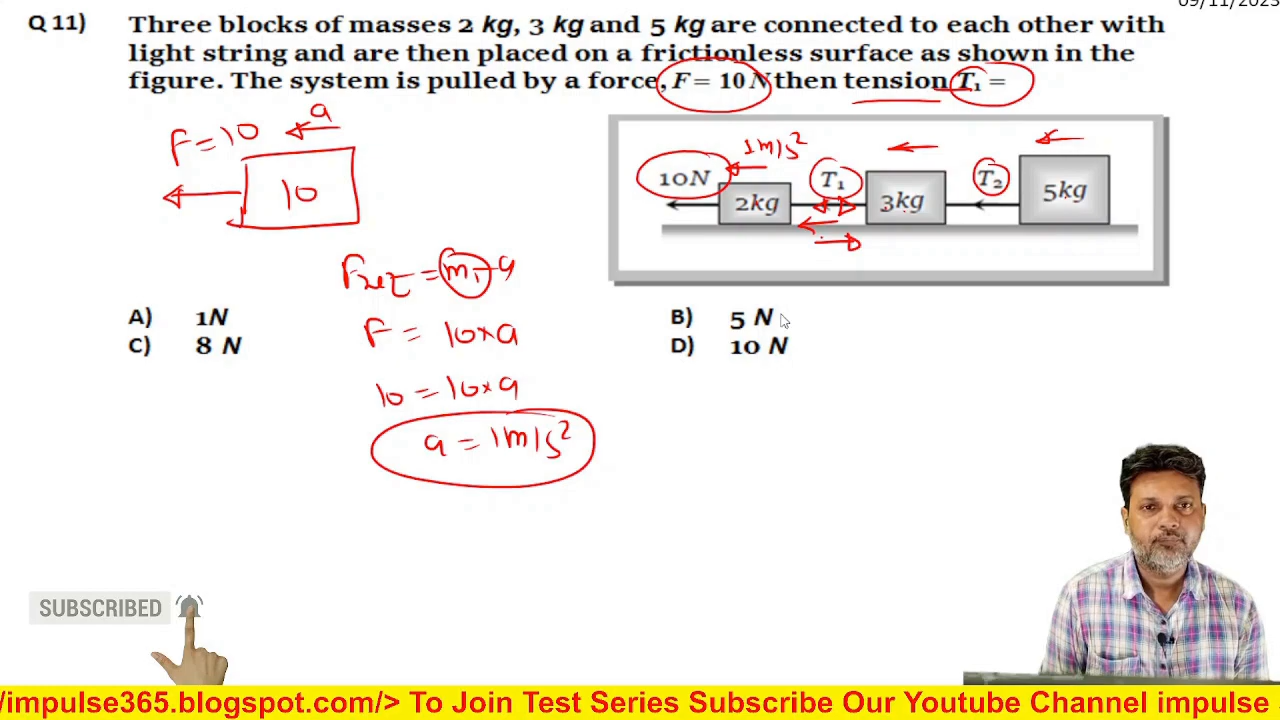 09/11/2023
Q 11) Three blocks of masses 2 kg, 3 kg and 5 kg are connected to each other with
light string and are then placed on a frictionless surface as shown in the
figure. The system is pulled by a force, F = 10 N then tension T₁ =
F = 10
a
10
10N
1m/s²
T₁
T₂
2kg
3kg
5kg
a
F = 10×a
10 = 10×a
a = 1m/s²
A) 1N
B) 5 N
C) 8 N
D) 10 N
SUBSCRIBED
/impulse365.blogspot.com/> To Join Test Series Subscribe Our Youtube Channel impulse